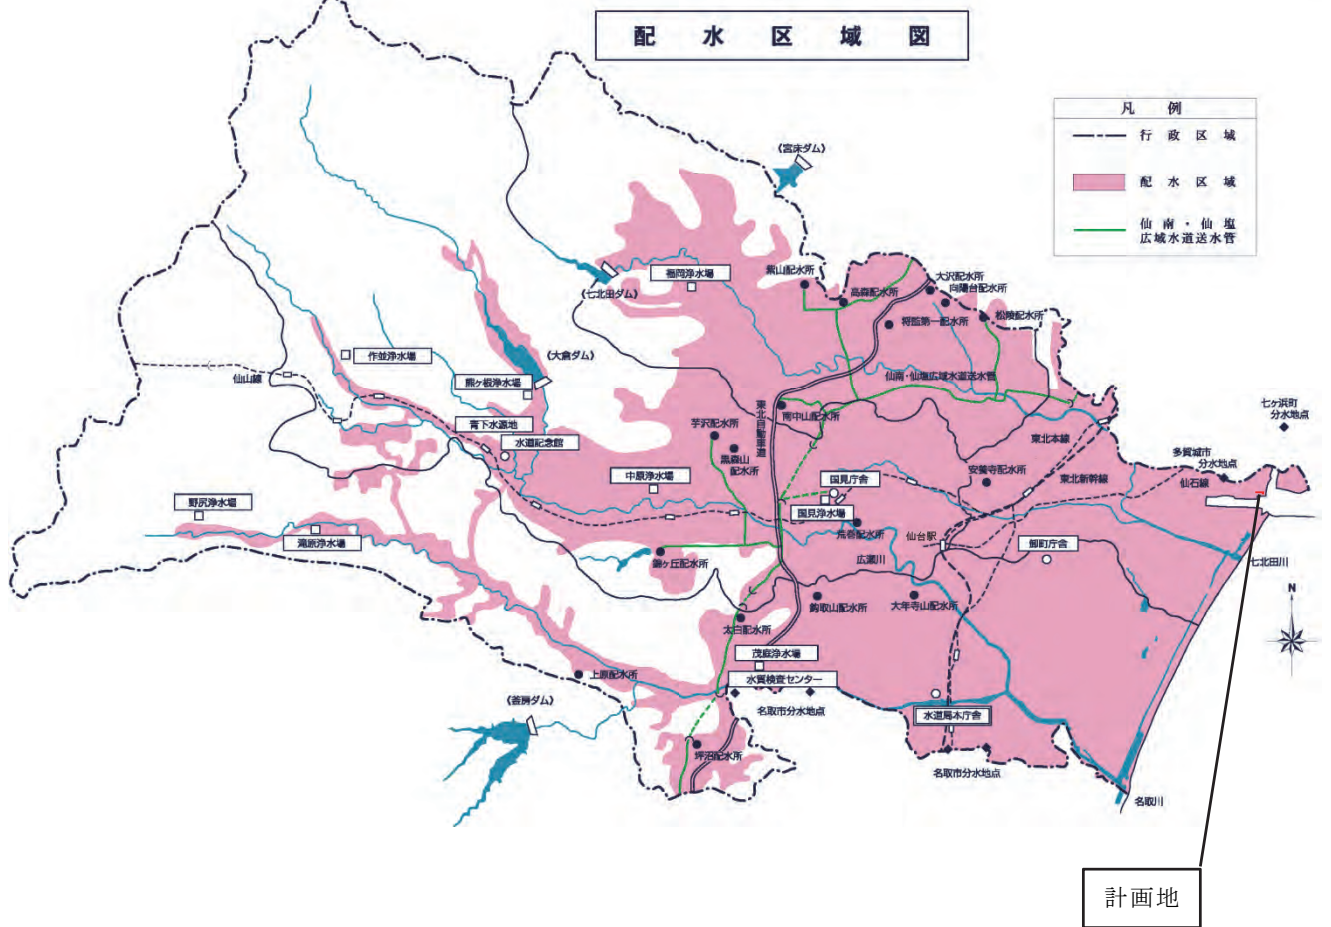 配水区域図
凡例
行政区域
配水区域
仙南・仙塩
広域水道送水管
《宮床ダム》
福岡浄水場
《七北田ダム》
紫山配水所
高森配水所
大沢配水所
向陽台配水所
将監第一配水所
松陵配水所
作並浄水場
仙山線
《大倉ダム》
熊ヶ根浄水場
青下水源地
水道記念館
仙南・仙塩広域水道送水管
東北自動車道
南中山配水所
芋沢配水所
黒森山
配水所
七ヶ浜町
分水地点
東北本線
多賀城市
分水地点
仙石線
東北新幹線
安養寺配水所
中原浄水場
国見庁舎
国見浄水場
荒巻配水所
野尻浄水場
滝原浄水場
仙台駅
広瀬川
錦ヶ丘配水所
七北田川
N
鈎取山配水所
大年寺山配水所
太白配水所
茂庭浄水場
水質検査センター
上原配水所
《釜房ダム》
名取市分水地点
水道局本庁舎
坪沼配水所
名取市分水地点
名取川
計画地